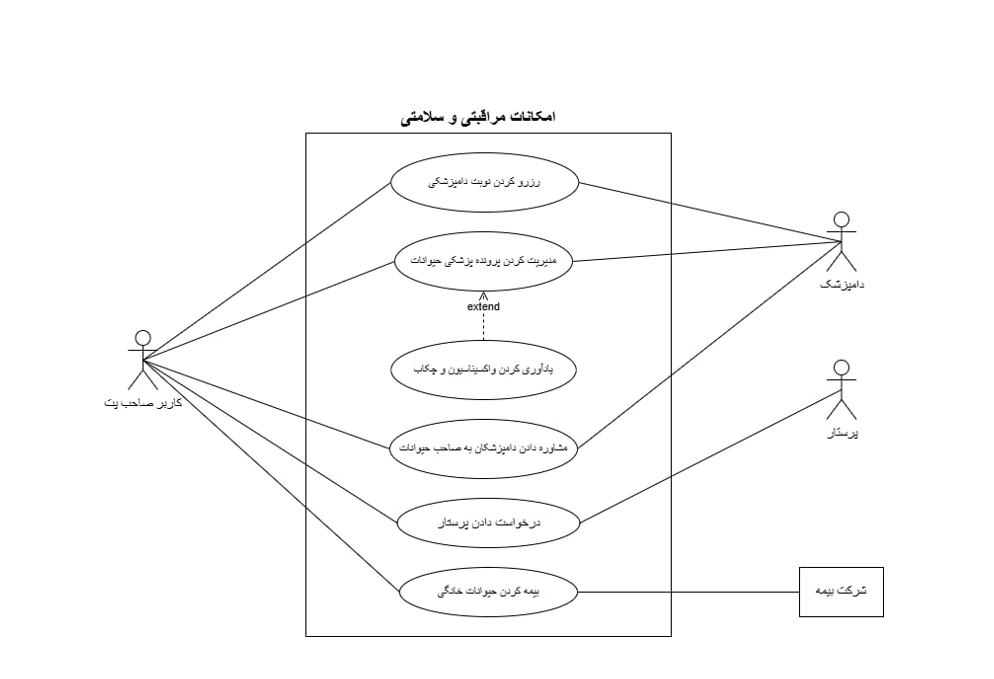 امکانات مراقبتی و سلامتی
رزرو کردن نوبت دامپزشکی
مدیریت کردن پرونده پزشکی حیوانات
extend
دامپزشک
یادآوری کردن واکسیناسیون و چکاپ
کاربر صاحب پت
پرستار
مشاوره دادن دامپزشکان به صاحب حیوانات
درخواست دادن پرستار
بیمه کردن حیوانات خانگی
شرکت بیمه